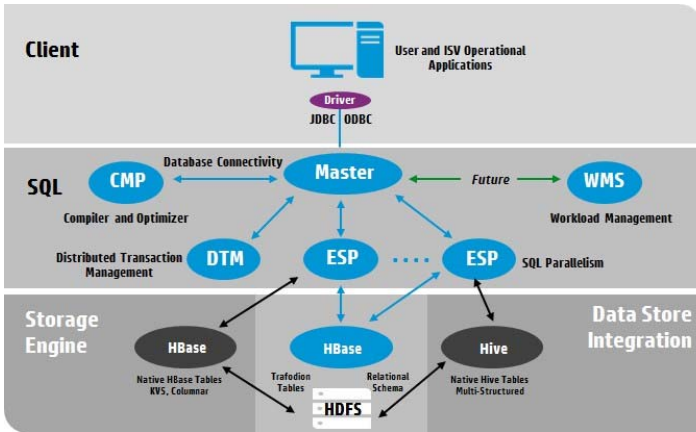 Client
User and ISV Operational
Applications
Driver
JDBC ODBC
SQL
Database Connectivity
CMP
Master
Future
WMS
Compiler and Optimizer
Workload Management
Distributed Transaction
Management
DTM
ESP
ESP
SQL Parallelism
Storage
Engine
Data Store
Integration
HBase
HBase
Hive
Native HBase Tables
KVS, Columnar
Trafodion
Tables
Relational
Schema
Native Hive Tables
Multi-Structured
HDFS